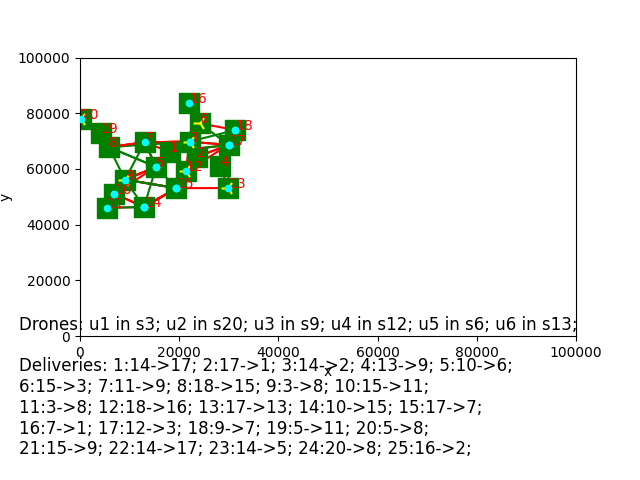 100000
80000
60000
40000
20000
0
y
0 20000 40000 60000 80000 100000
x
16
18
13
19
Drones: u1 in s3; u2 in s20; u3 in s9; u4 in s12; u5 in s6; u6 in s13;
Deliveries: 1:14->17; 2:17->1; 3:14->2; 4:13->9; 5:10->6;
6:15->3; 7:11->9; 8:18->15; 9:3->8; 10:15->11;
11:3->8; 12:18->16; 13:17->13; 14:10->15; 15:17->7;
16:7->1; 17:12->3; 18:9->7; 19:5->11; 20:5->8;
21:15->9; 22:14->17; 23:14->5; 24:20->8; 25:16->2;